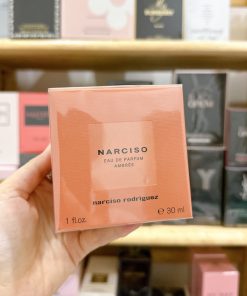 NARCISO
EAU DE PARFUM
AMBRÉE
narciso rodriguez
1 fl.oz. ℮ 30 ml